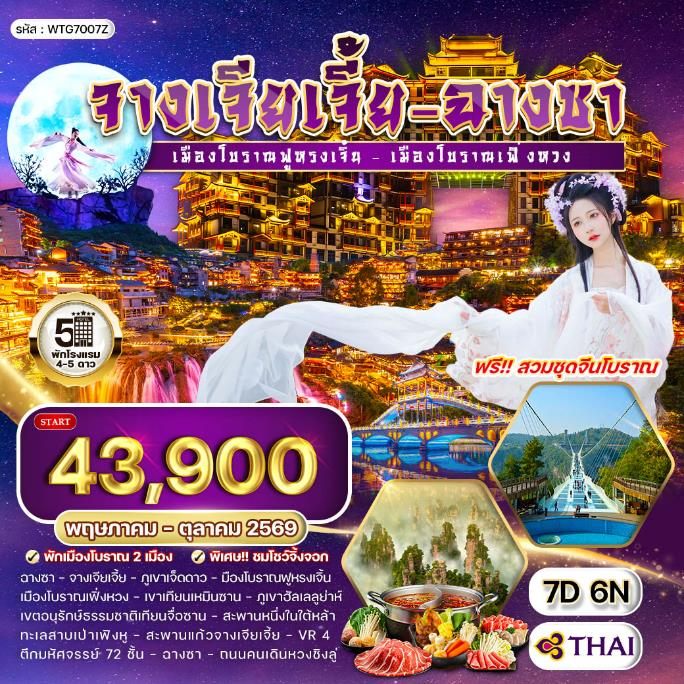 รหัส : WTG7007Z
จางเจียเจี้ย-ฉางซา
เมืองโบราณฟูหรงเจิ้น - เมืองโบราณเฟิ่งหวง
5
HOTEL
พักโรงแรม
4-5 ดาว
ฟรี!! สวมชุดจีนโบราณ
START
43,900
พฤษภาคม - ตุลาคม 2569
พักเมืองโบราณ 2 เมือง พิเศษ!! ชมโชว์จิ้งจอก
ฉางซา - จางเจียเจี้ย - ภูเขาเจ็ดดาว - มืองโบราณฟูหรงเจิ้น
เมืองโบราณเฟิ่งหวง - เขาเทียนเหมินซาน - ภูเขาฮัลเลลูย่าห์
เขตอนุรักษ์ธรรมชาติเทียนจื่อซาน - สะพานหนึ่งในใต้หล้า
ทะเลสาบเป่าเฟิงหู - สะพานแก้วจางเจียเจี้ย - VR 4
ตึกมหัศจรรย์ 72 ชั้น - ฉางซา - ถนนคนเดินหวงซิงลู่
7D 6N
THAI